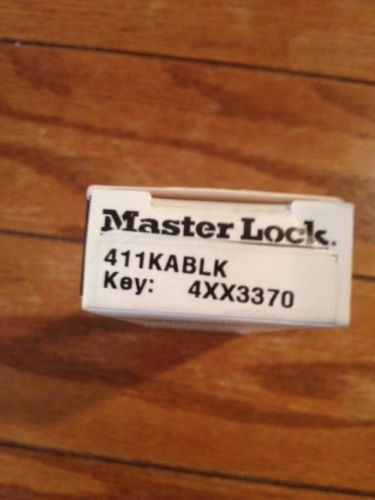 Master Lock.
411KABLK
Key: 4XX3370